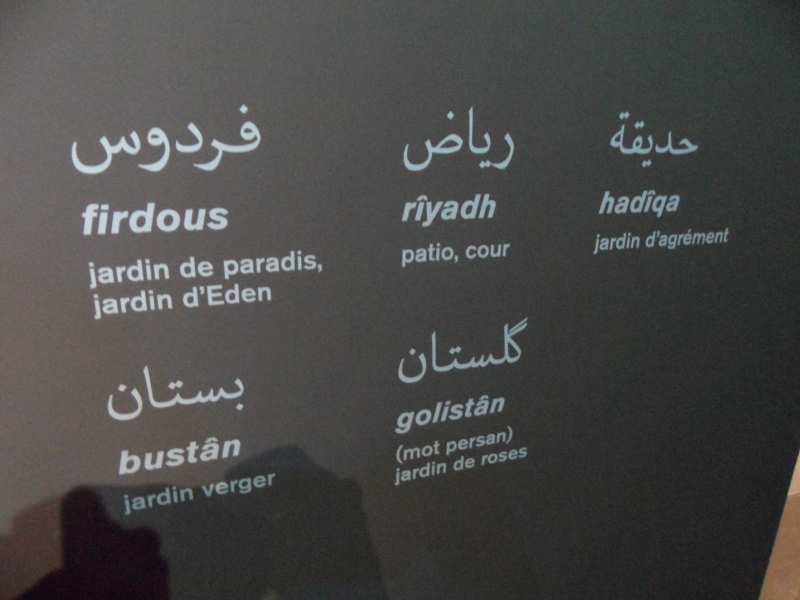 فردوس
firdous
jardin de paradis,
jardin d'Eden
رياض
rîyadh
patio, cour
حديقة
hadîqa
jardin d'agrément
بستان
bustân
jardin verger
گلستان
golistân
(mot persan)
jardin de roses